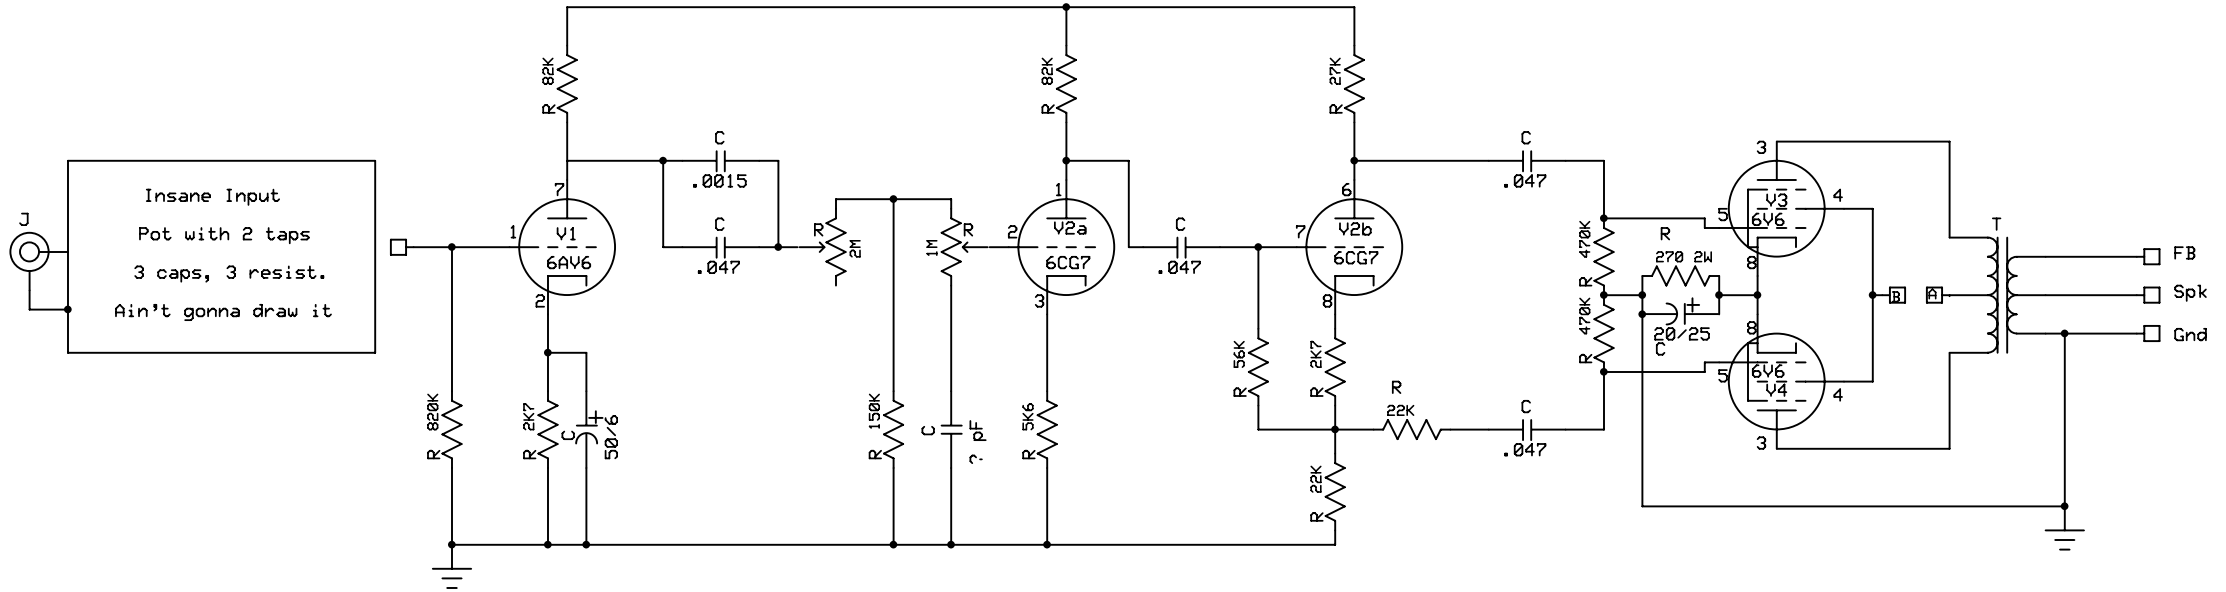 J
Insane Input
Pot with 2 taps
3 caps, 3 resist.
Ain't gonna draw it
R 820K
1
7
V1
6AV6
2
R 82K
R 2K7
C
50/6
C
.0015
C
.047
R
2M
R
1M
R 150K
C
? pF
R 82K
1
2
V2a
6CG7
3
R 5K6
C
.047
R 27K
6
7
V2b
6CG7
8
R 56K
R 2K7
R
22K
R 22K
C
.047
C
.047
R 470K
R 470K
R
270 2W
20/25
C
3
V3
6V6
5
4
8
8
6V6
V4
5
4
3
B
A
T
FB
Spk
Gnd